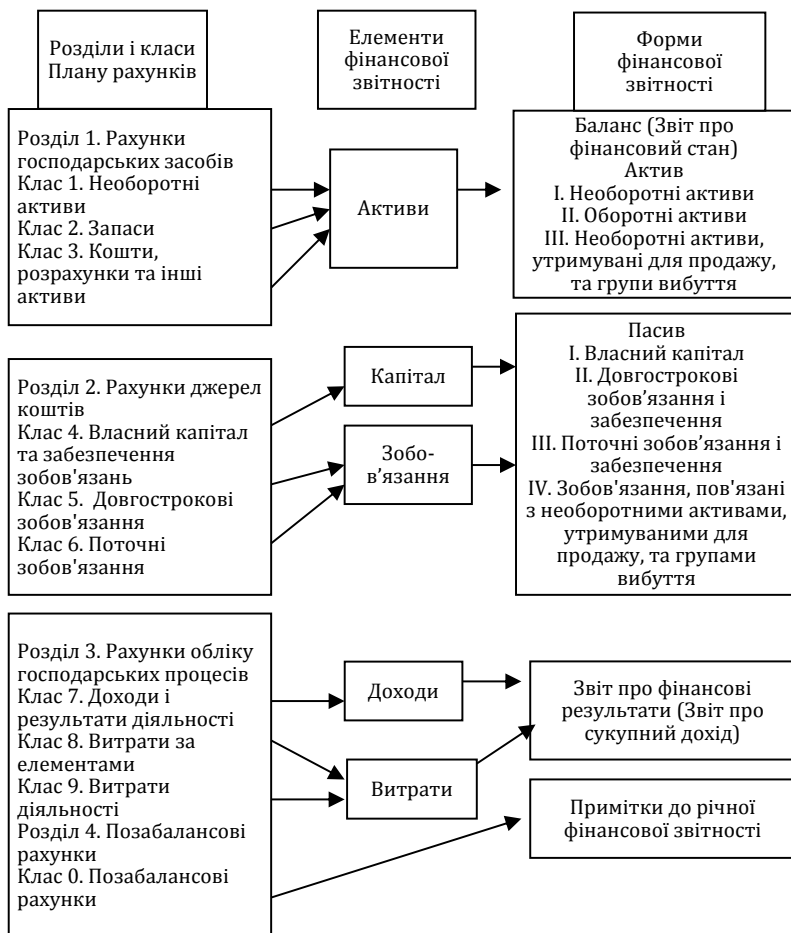 Розділи і класи
Плану рахунків
Елементи
фінансової
звітності
Форми
фінансової
звітності
Розділ 1. Рахунки
господарських засобів
Клас 1. Необоротні
активи
Клас 2. Запаси
Клас 3. Кошти,
розрахунки та інші
активи
Активи
Баланс (Звіт про
фінансовий стан)
Актив
І. Необоротні активи
ІІ. Оборотні активи
ІІІ. Необоротні активи,
утримувані для продажу,
та групи вибуття
Розділ 2. Рахунки джерел
коштів
Клас 4. Власний капітал
та забезпечення
зобов'язань
Клас 5. Довгострокові
зобов'язання
Клас 6. Поточні
зобов'язання
Капітал
Зобо-
в’язання
Пасив
І. Власний капітал
ІІ. Довгострокові
зобов’язання і
забезпечення
ІІІ. Поточні зобов’язання і
забезпечення
IV. Зобов'язання, пов'язані
з необоротними активами,
утримуваними для
продажу, та групами
вибуття
Розділ 3. Рахунки обліку
господарських процесів
Клас 7. Доходи і
результати діяльності
Клас 8. Витрати за
елементами
Клас 9. Витрати
діяльності
Розділ 4. Позабалансові
рахунки
Клас 0. Позабалансові
рахунки
Доходи
Витрати
Звіт про фінансові
результати (Звіт про
сукупний дохід)
Примітки до річної
фінансової звітності